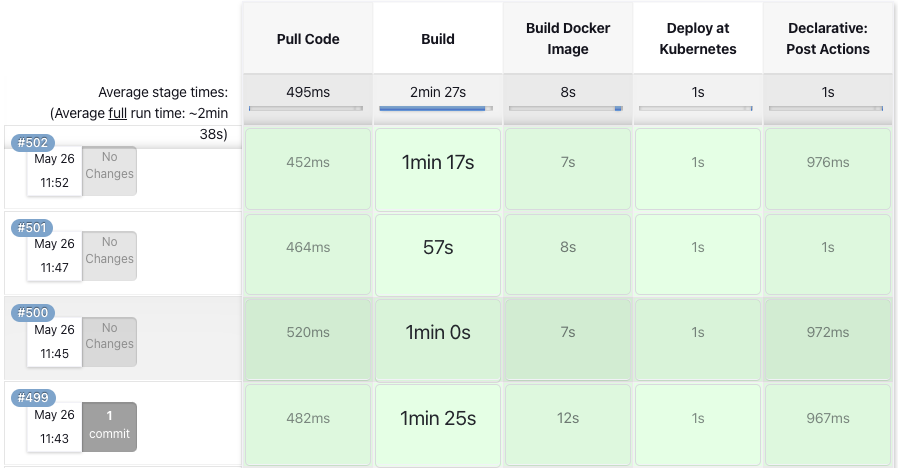 Pull Code
Build
Build Docker
Image
Deploy at
Kubernetes
Declarative:
Post Actions
Average stage times:
(Average full run time: ~2min
38s)
495ms
2min 27s
8s
1s
1s
#502
May 26
11:52
No
Changes
452ms
1min 17s
7s
1s
976ms
#501
May 26
11:47
No
Changes
464ms
57s
8s
1s
1s
#500
May 26
11:45
No
Changes
520ms
1min 0s
7s
1s
972ms
#499
May 26
11:43
1
commit
482ms
1min 25s
12s
1s
967ms